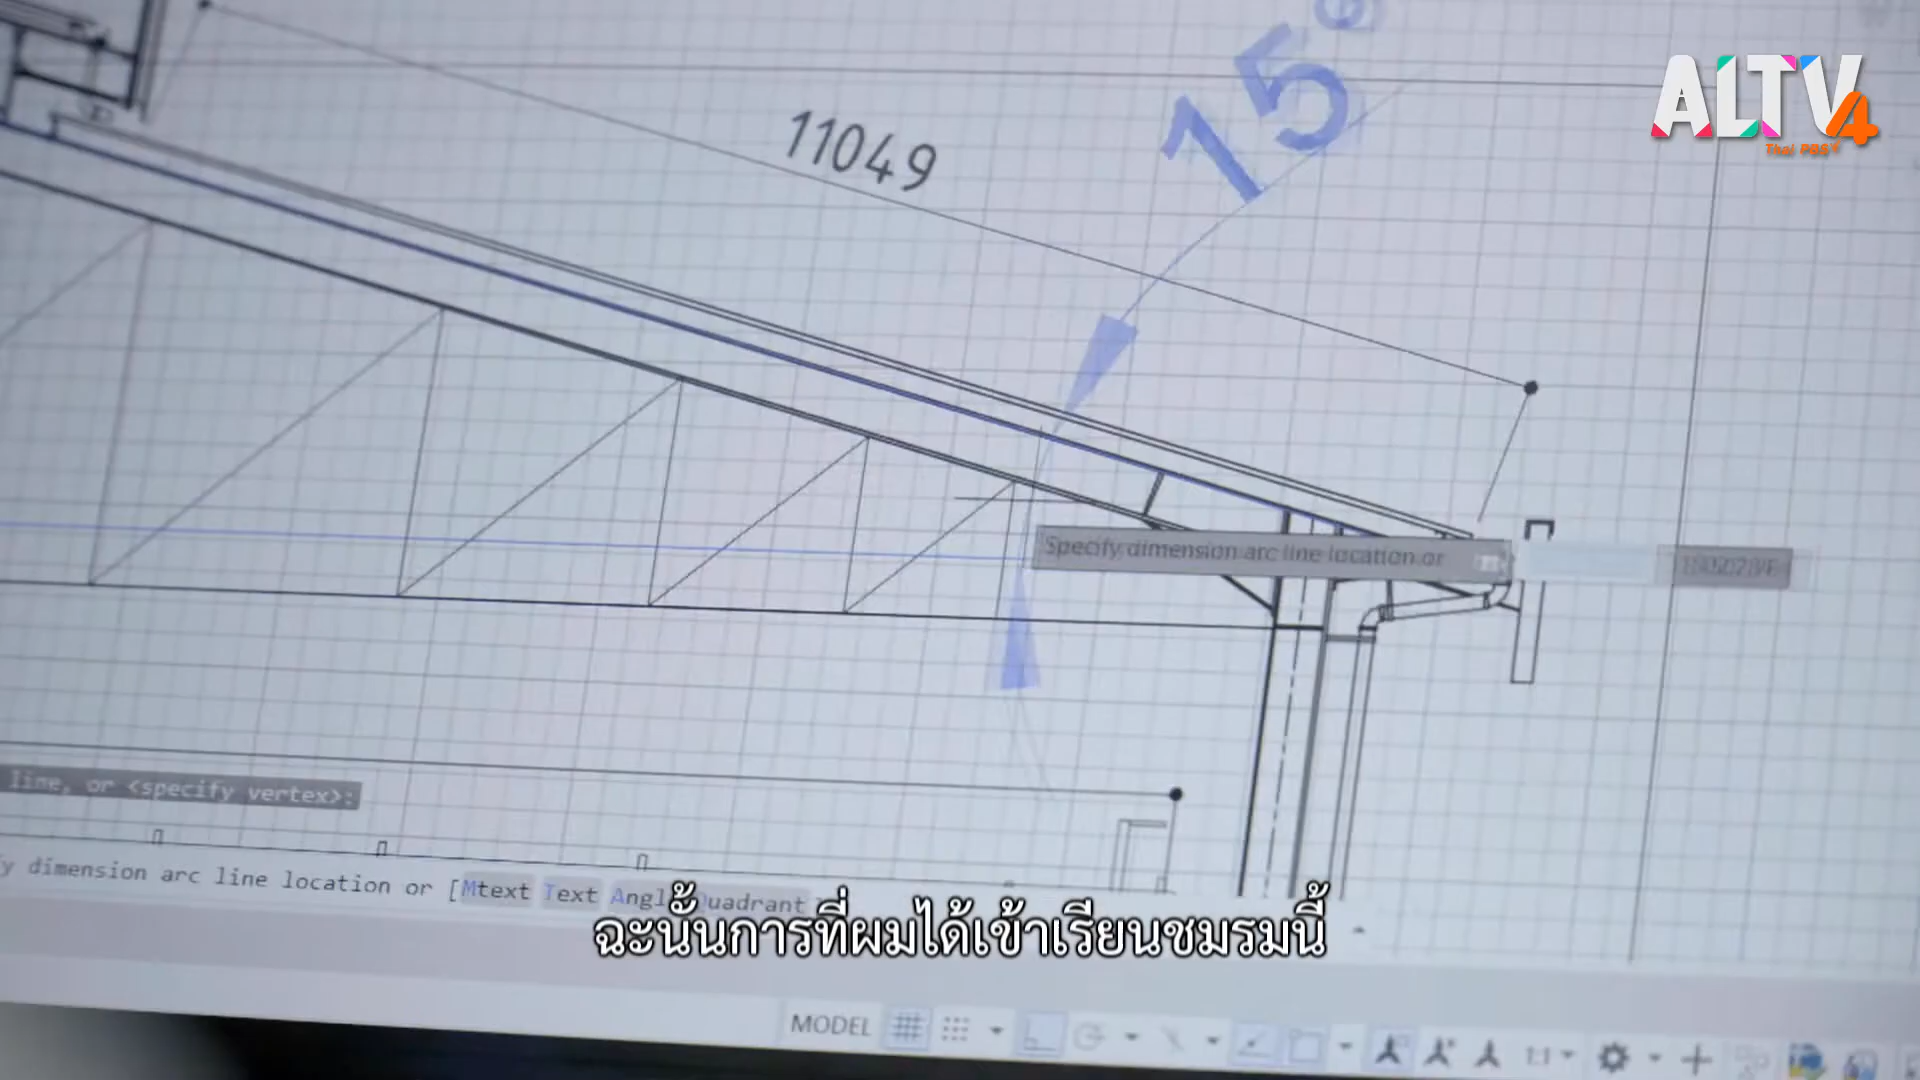 15°
ALTV4
Thai PBS
11049
Specify dimension arc line location or
line, or <specify vertex>:
dimension arc line location or [Mtext Text Angl Quadrant
ฉะนั้นการที่ผมได้เข้าเรียนชมรมนี้
MODEL
1:1